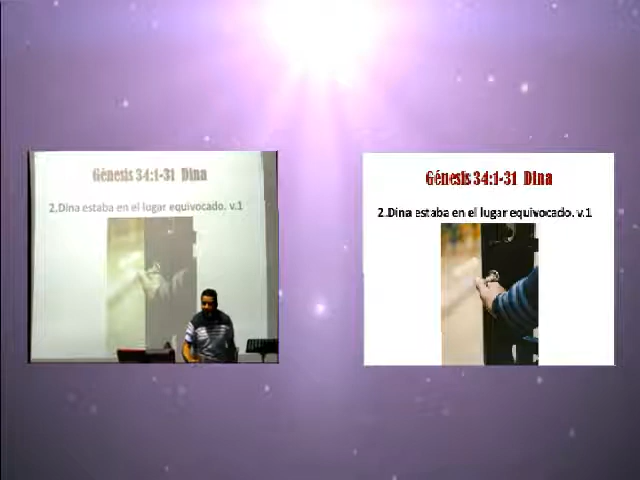 Génesis 34:1-31 Dina
2.Dina estaba en el lugar equivocado. v.1
Génesis 34:1-31 Dina
2.Dina estaba en el lugar equivocado. v.1